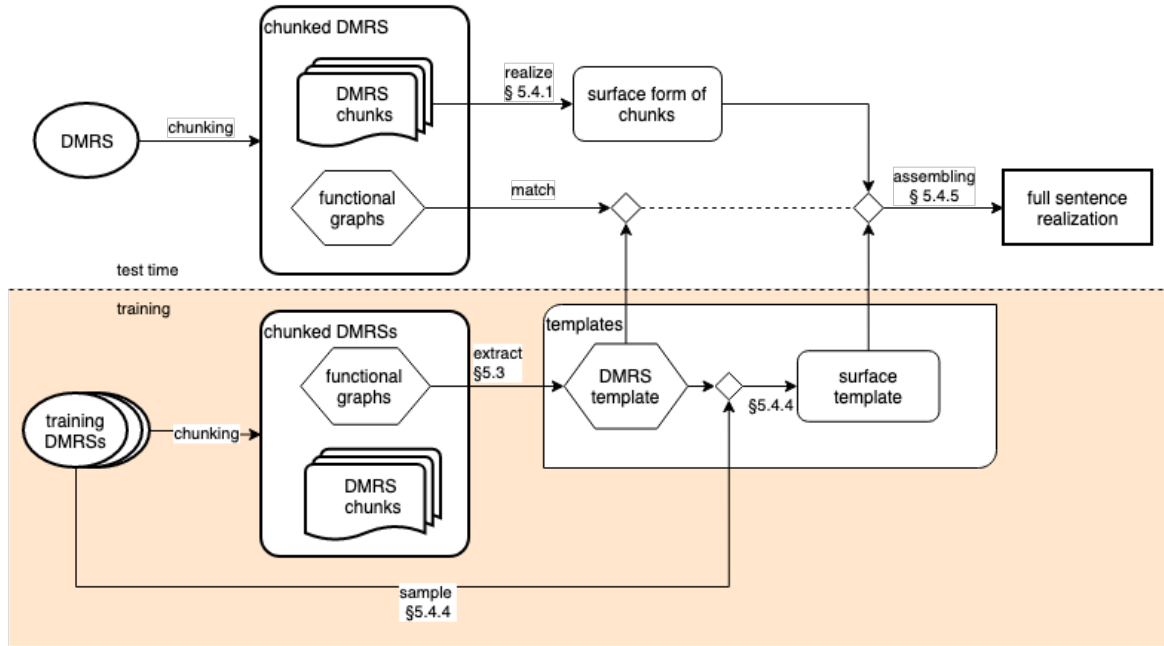 chunked DMRS
DMRS
chunks
realize
§ 5.4.1
surface form of
chunks
DMRS
chunking
functional
graphs
match
assembling
§ 5.4.5
full sentence
realization
test time
training
chunked DMRSs
functional
graphs
extract
§5.3
templates
DMRS
template
§5.4.4
surface
template
training
DMRSs
chunking
DMRS
chunks
sample
§5.4.4